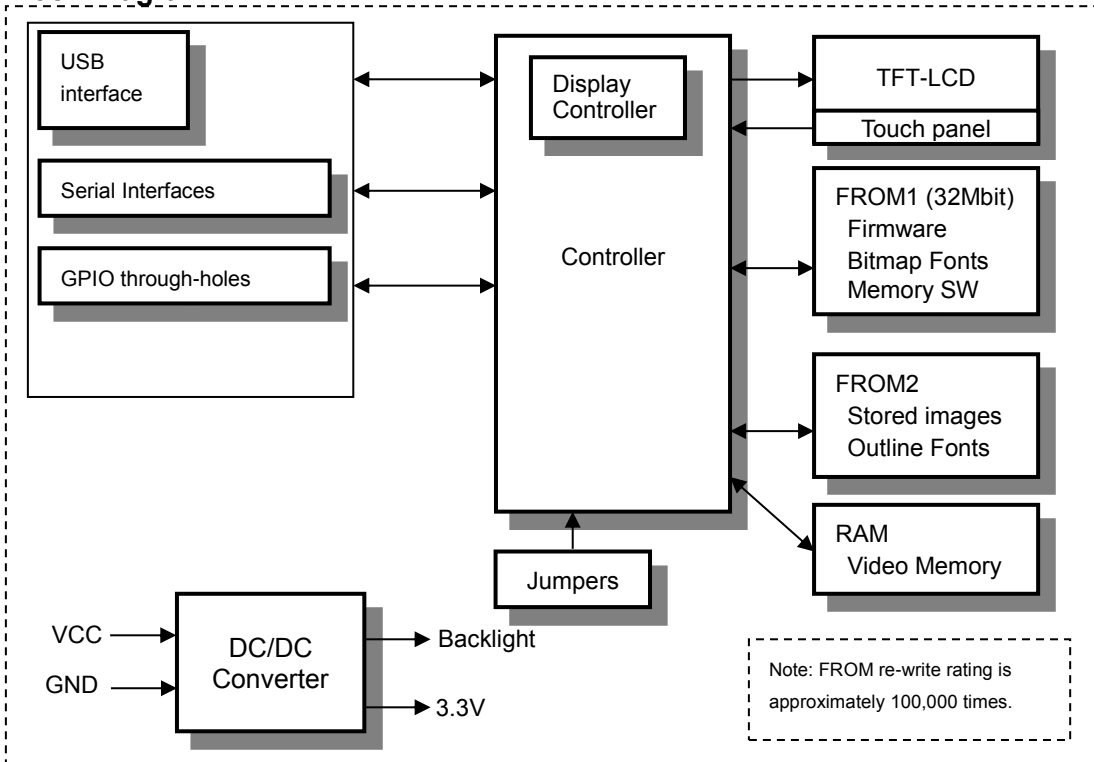 USB
interface
Serial Interfaces
GPIO through-holes
Display
Controller
Controller
Jumpers
TFT-LCD
Touch panel
FROM1 (32Mbit)
Firmware
Bitmap Fonts
Memory SW
FROM2
Stored images
Outline Fonts
RAM
Video Memory
VCC
GND
DC/DC
Converter
Backlight
3.3V
Note: FROM re-write rating is
approximately 100,000 times.